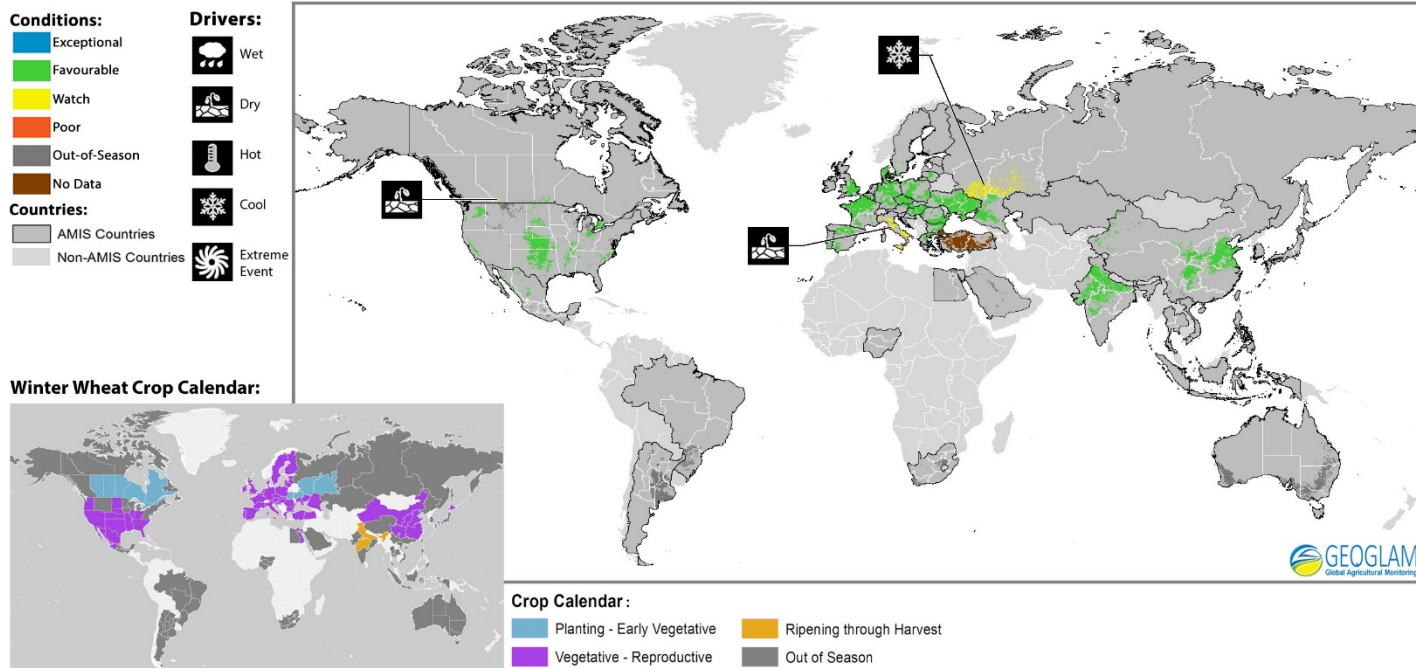 Conditions:
Exceptional
Favourable
Watch
Poor
Out-of-Season
No Data
Countries:
AMIS Countries
Non-AMIS Countries
Drivers:
Wet
Dry
Hot
Cool
Extreme
Event
Winter Wheat Crop Calendar:
GEOGLAM
Global Agricultural Monitoring
Crop Calendar :
Planting - Early Vegetative
Ripening through Harvest
Vegetative - Reproductive
Out of Season